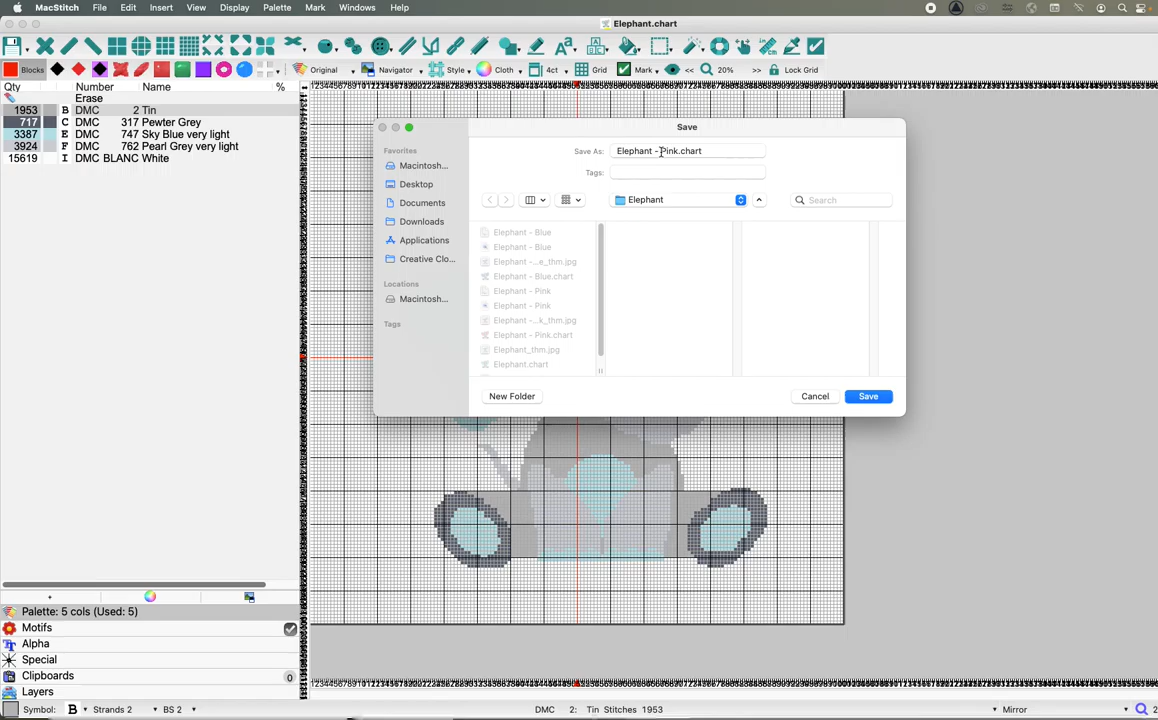 MacStitch File Edit Insert View Display Palette Mark Windows Help
Elephant.chart
Blocks Original Navigator Style Cloth 4ct Grid Mark << 20% >> Lock Grid
Qty Number Name %
Erase
1953 B DMC 2 Tin
717 C DMC 317 Pewter Grey
3387 E DMC 747 Sky Blue very light
3924 F DMC 762 Pearl Grey very light
15619 I DMC BLANC White
Save
Save As: Elephant - Pink.chart
Tags:
Elephant
Search
Favorites
Macintosh...
Desktop
Documents
Downloads
Applications
Creative Clo...
Locations
Macintosh...
Tags
Elephant - Blue
Elephant - Blue
Elephant -...e_thm.jpg
Elephant - Blue.chart
Elephant - Pink
Elephant - Pink
Elephant -...k_thm.jpg
Elephant - Pink.chart
Elephant_thm.jpg
Elephant.chart
New Folder Cancel Save
Palette: 5 cols (Used: 5)
Motifs
Alpha
Special
Clipboards 0
Layers
Symbol: B Strands 2 BS 2 DMC 2: Tin Stitches 1953 Mirror 2